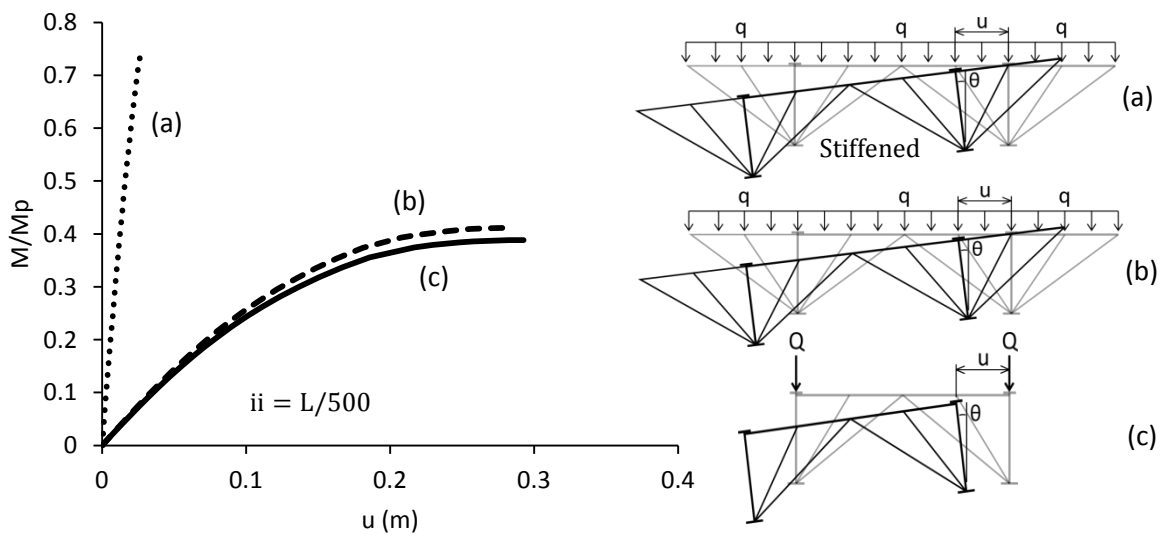 0.8
0.7
0.6
0.5
0.4
0.3
0.2
0.1
0
M/Mp
0
0.1
0.2
0.3
0.4
u (m)
(a)
(b)
(c)
ii = L/500
q q u q
θ
(a)
Stiffened
q q u q
θ
(b)
Q Q
u
θ
(c)